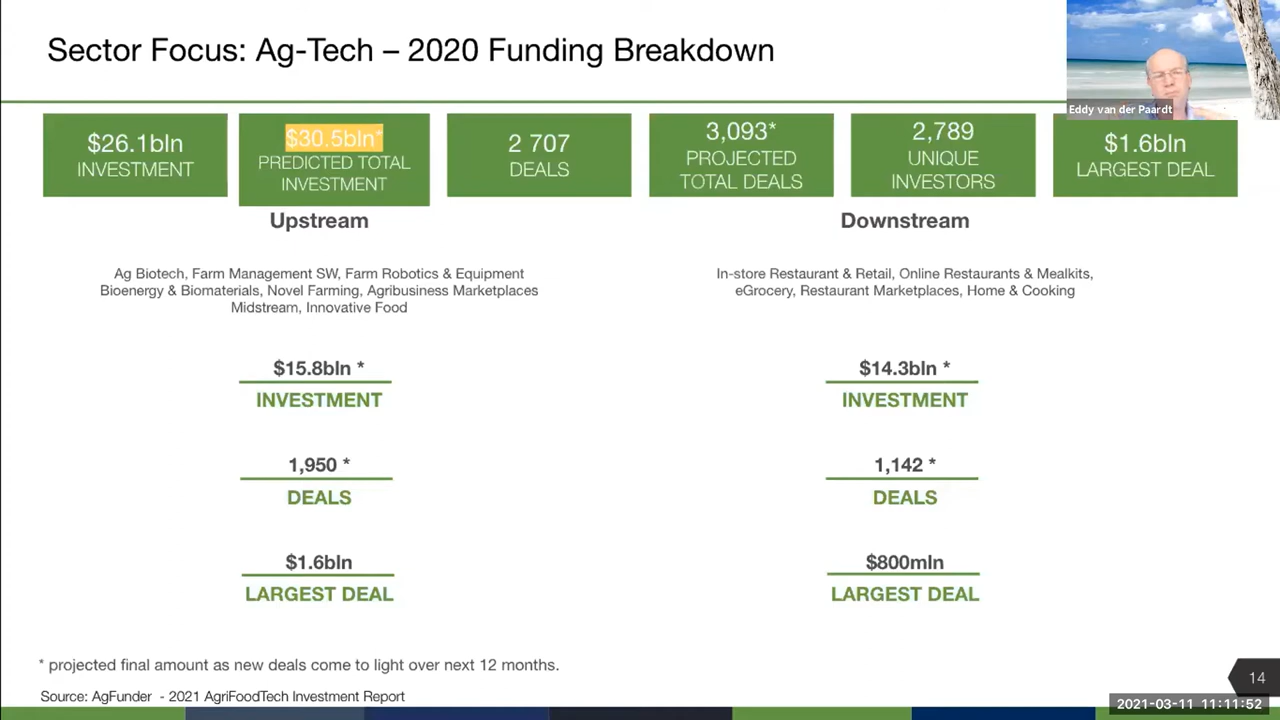 Sector Focus: Ag-Tech – 2020 Funding Breakdown
Eddy van der Paardt
$26.1bln
INVESTMENT
$30.5bln*
PREDICTED TOTAL
INVESTMENT
2 707
DEALS
3,093*
PROJECTED
TOTAL DEALS
2,789
UNIQUE
INVESTORS
$1.6bln
LARGEST DEAL
Upstream
Ag Biotech, Farm Management SW, Farm Robotics & Equipment
Bioenergy & Biomaterials, Novel Farming, Agribusiness Marketplaces
Midstream, Innovative Food
$15.8bln *
INVESTMENT
1,950 *
DEALS
$1.6bln
LARGEST DEAL
Downstream
In-store Restaurant & Retail, Online Restaurants & Mealkits,
eGrocery, Restaurant Marketplaces, Home & Cooking
$14.3bln *
INVESTMENT
1,142 *
DEALS
$800mln
LARGEST DEAL
* projected final amount as new deals come to light over next 12 months.
Source: AgFunder - 2021 AgriFoodTech Investment Report
14
2021-03-11 11:11:52